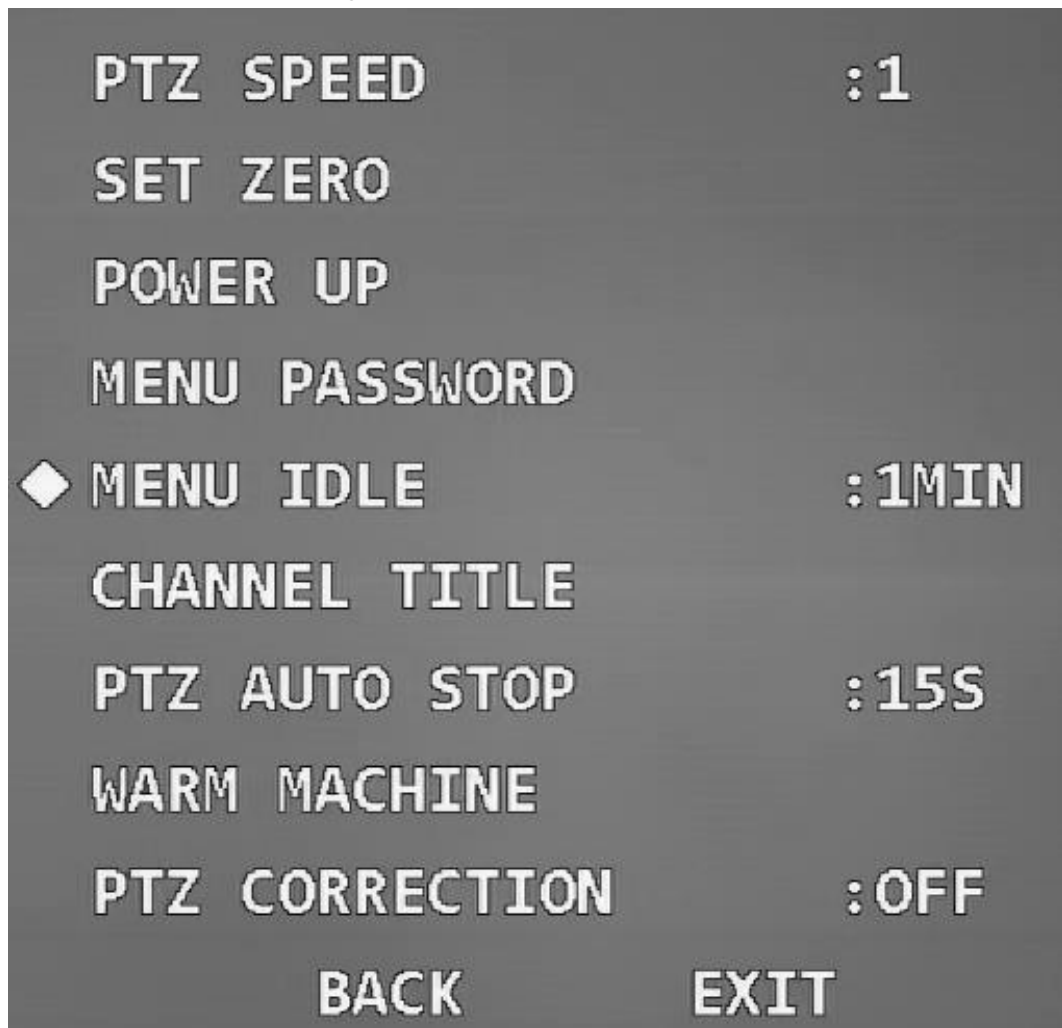 PTZ SPEED :1
SET ZERO
POWER UP
MENU PASSWORD
MENU IDLE :1MIN
CHANNEL TITLE
PTZ AUTO STOP :15S
WARM MACHINE
PTZ CORRECTION :OFF
BACK EXIT